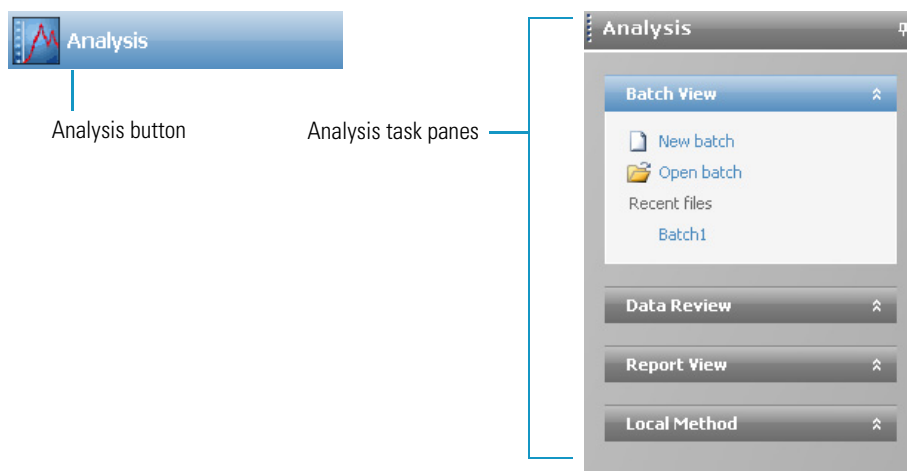 Analysis
Analysis button
Analysis task panes
Analysis
Batch View
New batch
Open batch
Recent files
Batch1
Data Review
Report View
Local Method